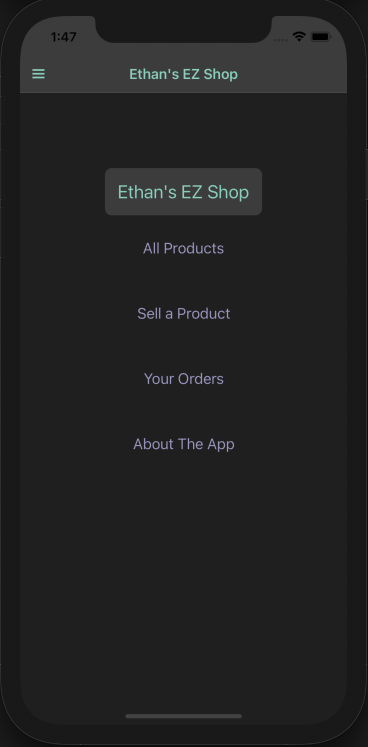 1:47
Ethan's EZ Shop
Ethan's EZ Shop
All Products
Sell a Product
Your Orders
About The App